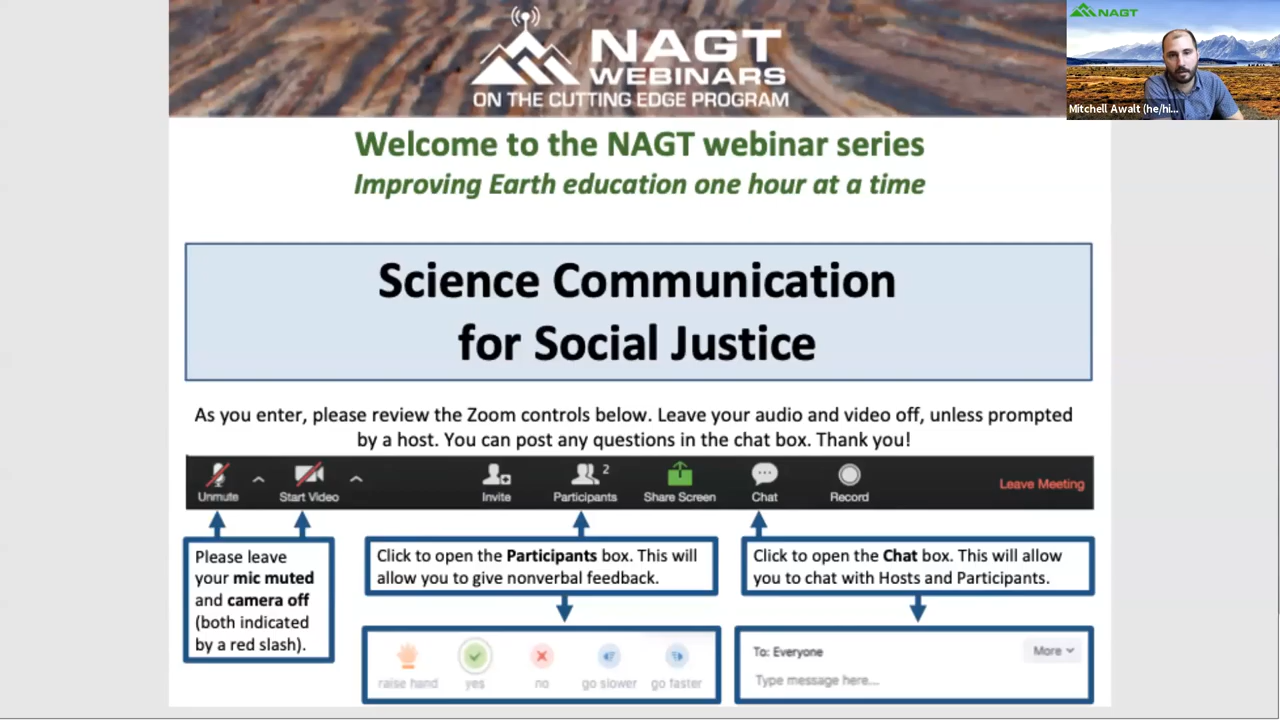 NAGT
WEBINARS
ON THE CUTTING EDGE PROGRAM
NAGT
Mitchell Awalt (he/hi...
Welcome to the NAGT webinar series
Improving Earth education one hour at a time
Science Communication
for Social Justice
As you enter, please review the Zoom controls below. Leave your audio and video off, unless prompted
by a host. You can post any questions in the chat box. Thank you!
Unmute Start Video Invite Participants 2 Share Screen Chat Record Leave Meeting
Please leave
your mic muted
and camera off
(both indicated
by a red slash).
Click to open the Participants box. This will
allow you to give nonverbal feedback.
Click to open the Chat box. This will allow
you to chat with Hosts and Participants.
raise hand yes no go slower go faster
To: Everyone More
Type message here...